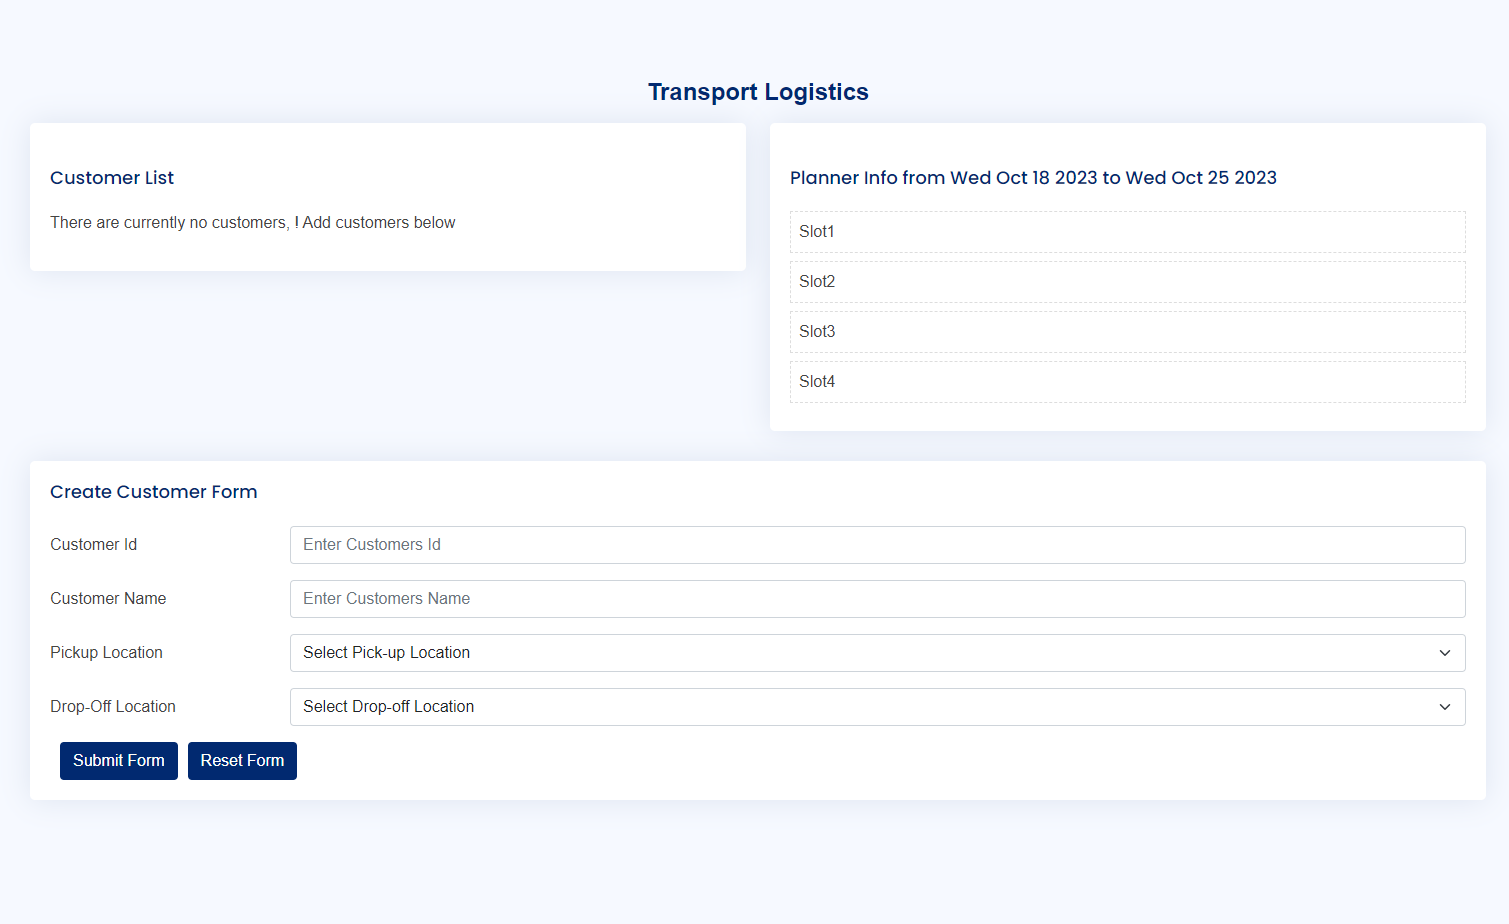 Transport Logistics
Customer List
There are currently no customers, ! Add customers below
Planner Info from Wed Oct 18 2023 to Wed Oct 25 2023
Slot1
Slot2
Slot3
Slot4
Create Customer Form
Customer Id
Enter Customers Id
Customer Name
Enter Customers Name
Pickup Location
Select Pick-up Location
Drop-Off Location
Select Drop-off Location
Submit Form
Reset Form